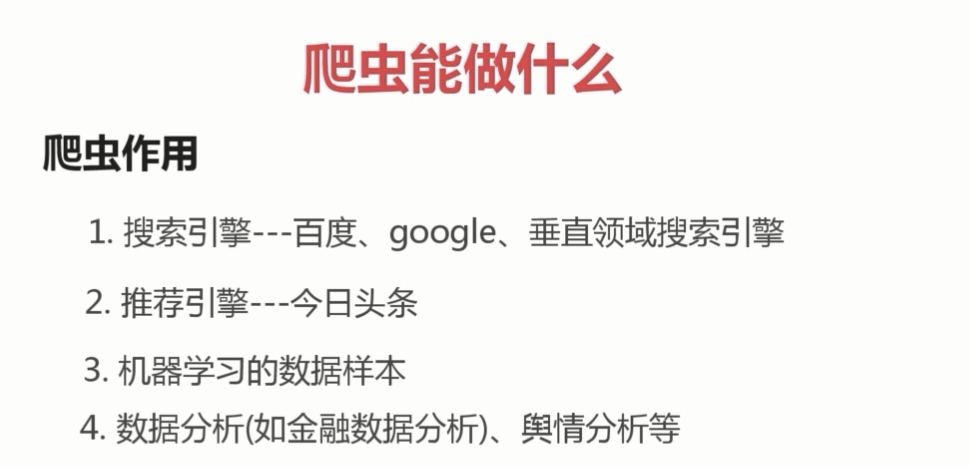 爬虫能做什么
爬虫作用
1. 搜索引擎---百度、google、垂直领域搜索引擎
2. 推荐引擎---今日头条
3. 机器学习的数据样本
4. 数据分析(如金融数据分析)、舆情分析等